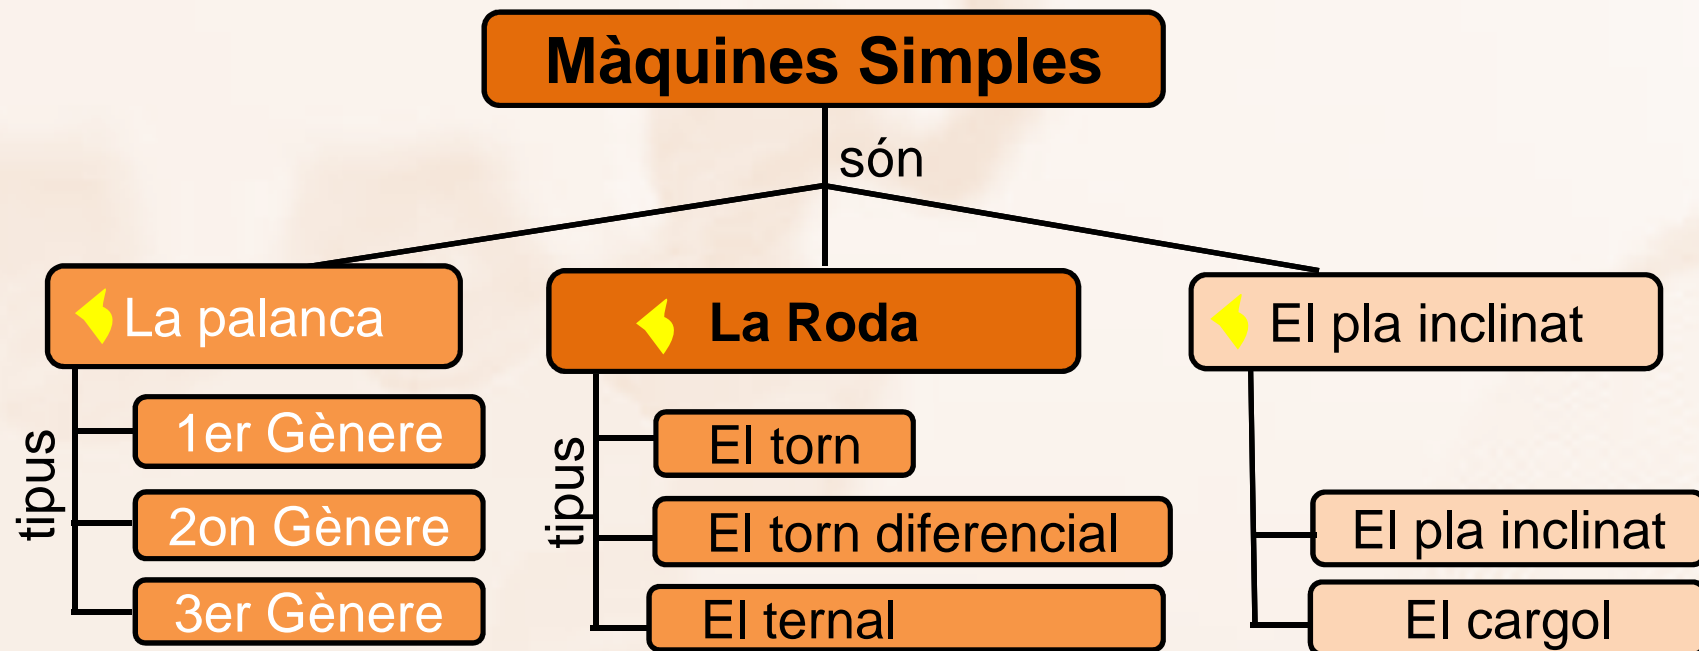 Màquines Simples
són
La palanca
La Roda
El pla inclinat
tipus
1er Gènere
2on Gènere
3er Gènere
tipus
El torn
El torn diferencial
El ternal
El pla inclinat
El cargol